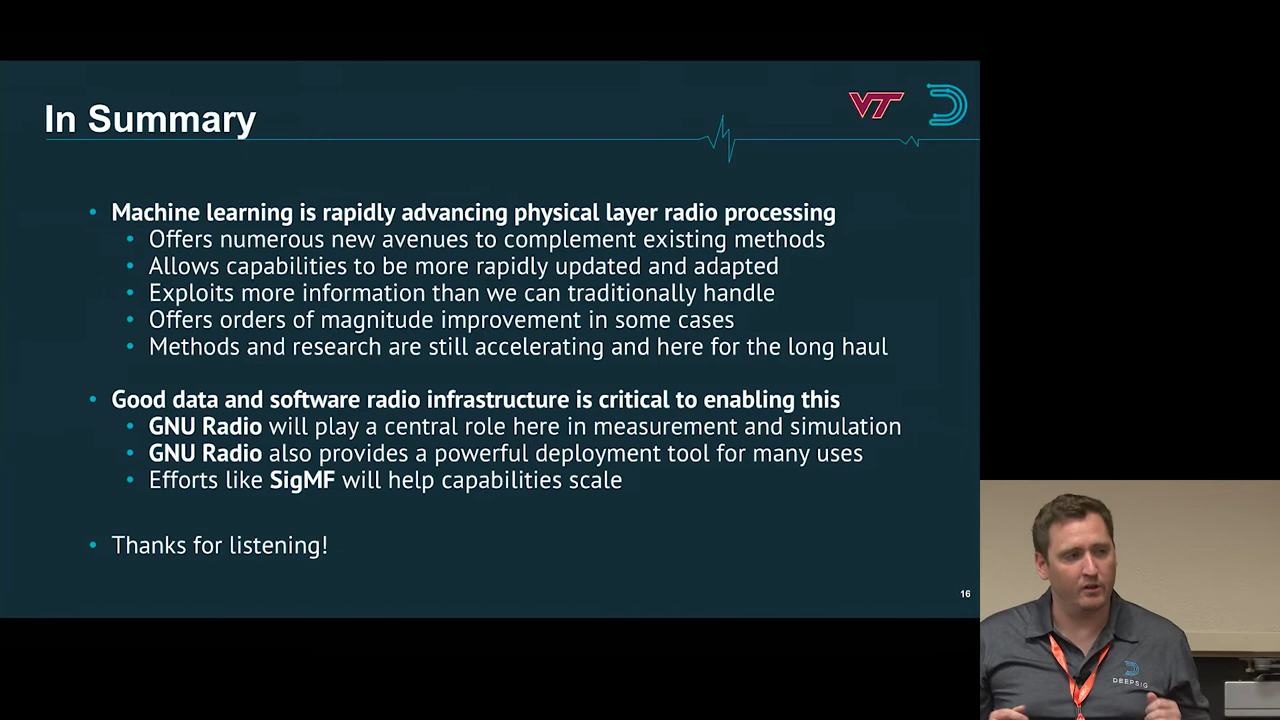 In Summary
VT
• Machine learning is rapidly advancing physical layer radio processing
• Offers numerous new avenues to complement existing methods
• Allows capabilities to be more rapidly updated and adapted
• Exploits more information than we can traditionally handle
• Offers orders of magnitude improvement in some cases
• Methods and research are still accelerating and here for the long haul
• Good data and software radio infrastructure is critical to enabling this
• GNU Radio will play a central role here in measurement and simulation
• GNU Radio also provides a powerful deployment tool for many uses
• Efforts like SigMF will help capabilities scale
• Thanks for listening!
16
DEEPSIG